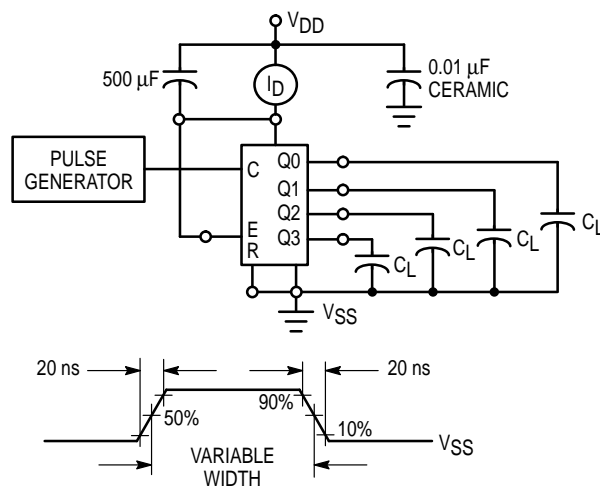 VDD
500 µF
ID
0.01 µF
CERAMIC
PULSE
GENERATOR
C
Q0
Q1
Q2
E
Q3
R
CL
CL
CL
CL
VSS
20 ns
20 ns
50%
90%
10%
VSS
VARIABLE
WIDTH